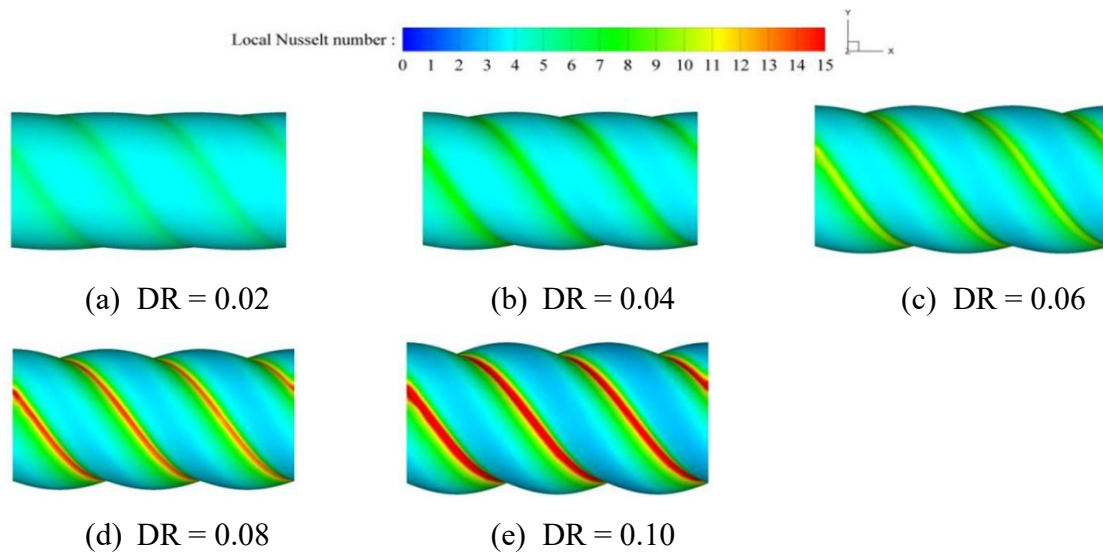 Y
Local Nusselt number :
Z X
0 1 2 3 4 5 6 7 8 9 10 11 12 13 14 15
(a) DR = 0.02
(b) DR = 0.04
(c) DR = 0.06
(d) DR = 0.08
(e) DR = 0.10